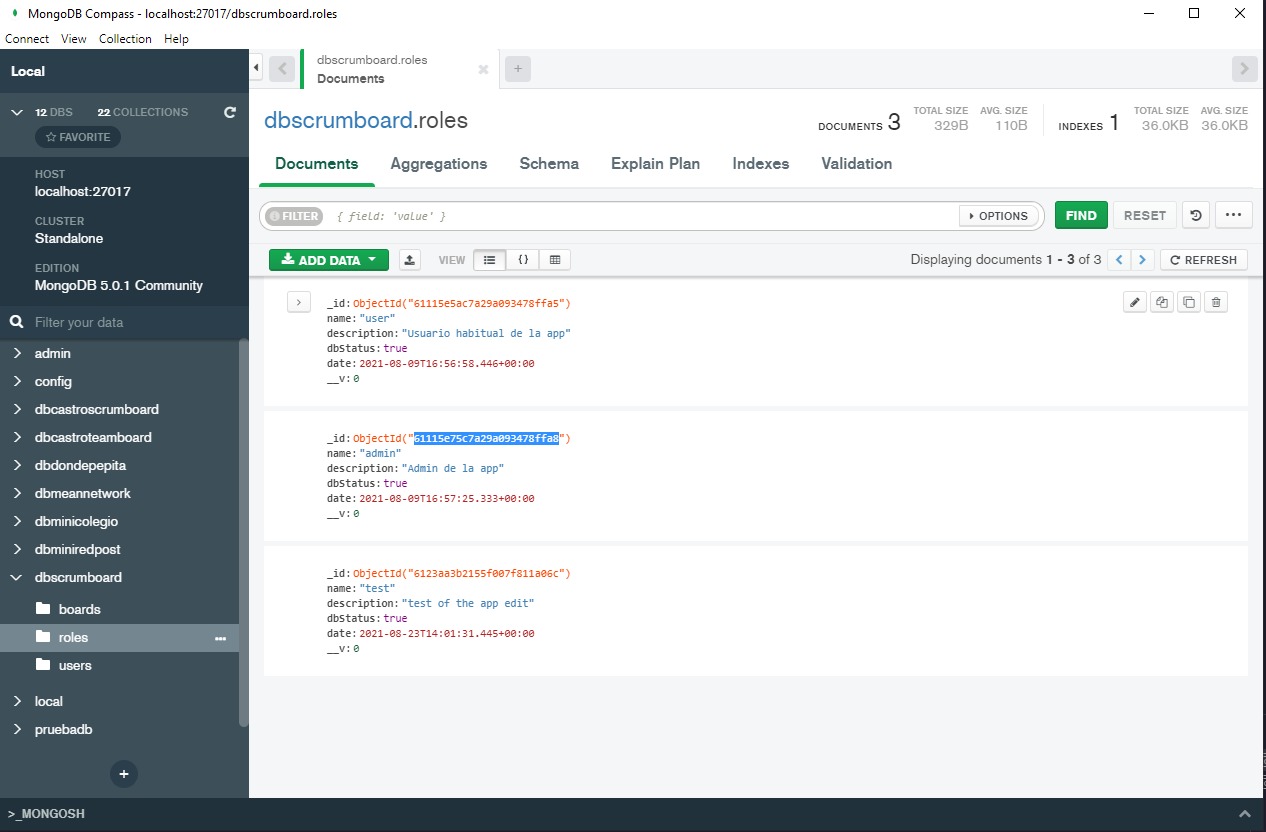 MongoDB Compass - localhost:27017/dbscrumboard.roles
Connect View Collection Help
Local
12 DBS 22 COLLECTIONS
FAVORITE
HOST
localhost:27017
CLUSTER
Standalone
EDITION
MongoDB 5.0.1 Community
Filter your data
admin
config
dbcastroscrumboard
dbcastroteamboard
dbdondepepita
dbmeannetwork
dbminicolegio
dbminiredpost
dbscrumboard
boards
roles
users
local
pruebadb
dbscrumboard.roles
Documents
dbscrumboard.roles
DOCUMENTS 3 TOTAL SIZE 329B AVG. SIZE 110B INDEXES 1 TOTAL SIZE 36.0KB AVG. SIZE 36.0KB
Documents Aggregations Schema Explain Plan Indexes Validation
FILTER { field: 'value' } OPTIONS FIND RESET
ADD DATA VIEW Displaying documents 1 - 3 of 3 REFRESH
_id:ObjectId("61115e5ac7a29a093478ffa5")
name:"user"
description:"Usuario habitual de la app"
dbStatus:true
date:2021-08-09T16:56:58.446+00:00
__v:0
_id:ObjectId("61115e75c7a29a093478ffa8")
name:"admin"
description:"Admin de la app"
dbStatus:true
date:2021-08-09T16:57:25.333+00:00
__v:0
_id:ObjectId("6123aa3b2155f007f811a06c")
name:"test"
description:"test of the app edit"
dbStatus:true
date:2021-08-23T14:01:31.445+00:00
__v:0
>_MONGOSH